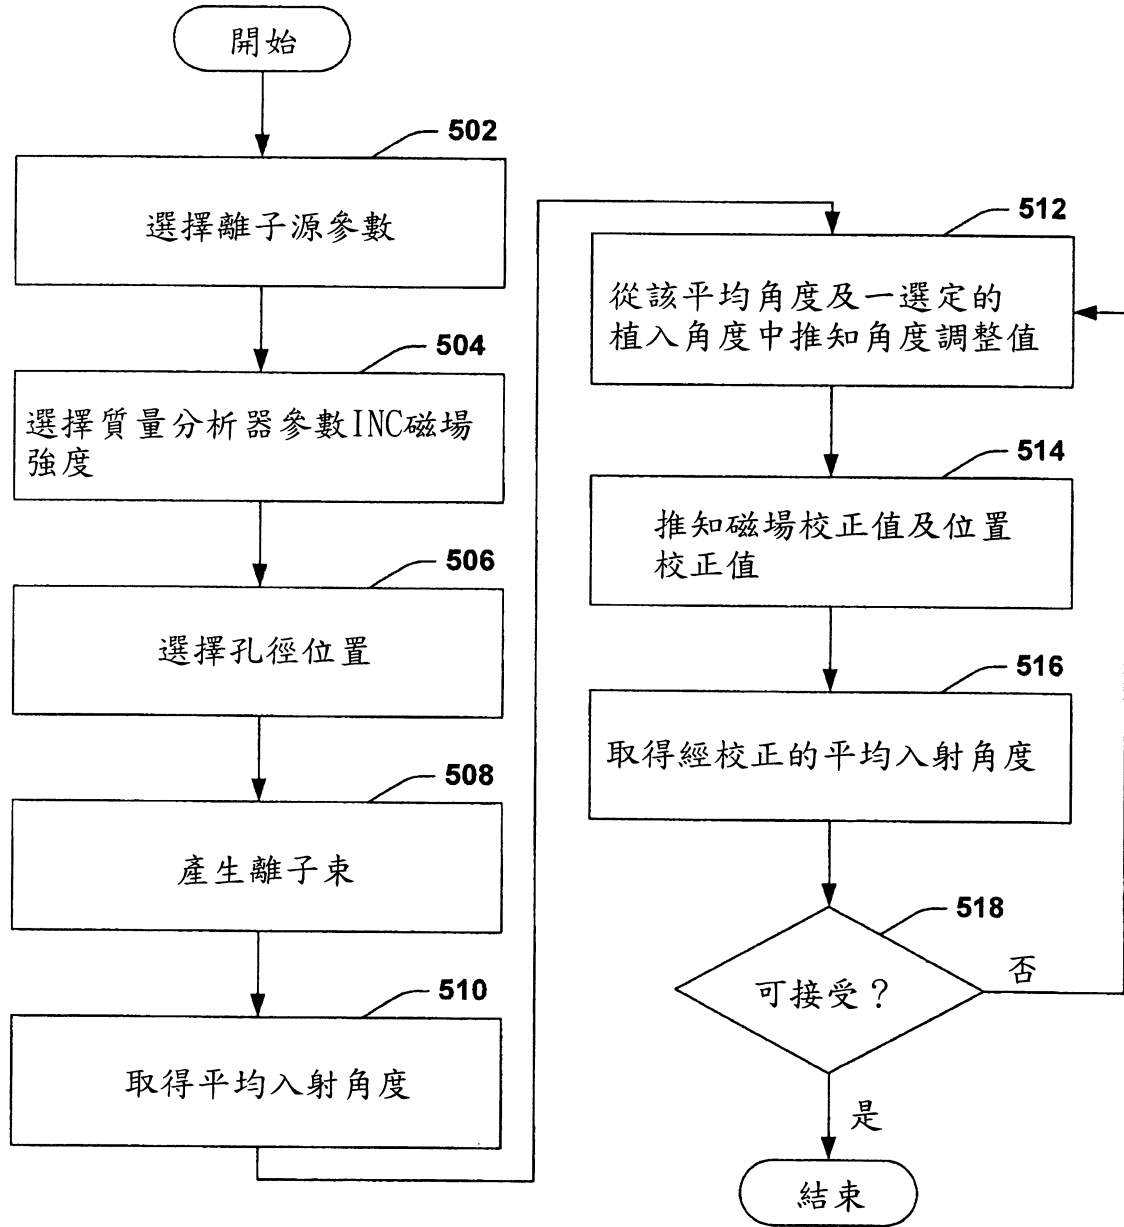 開始
502
選擇離子源參數
504
選擇質量分析器參數INC磁場
強度
506
選擇孔徑位置
508
產生離子束
510
取得平均入射角度
512
從該平均角度及一選定的
植入角度中推知角度調整值
514
推知磁場校正值及位置
校正值
516
取得經校正的平均入射角度
518
可接受？
否
是
結束